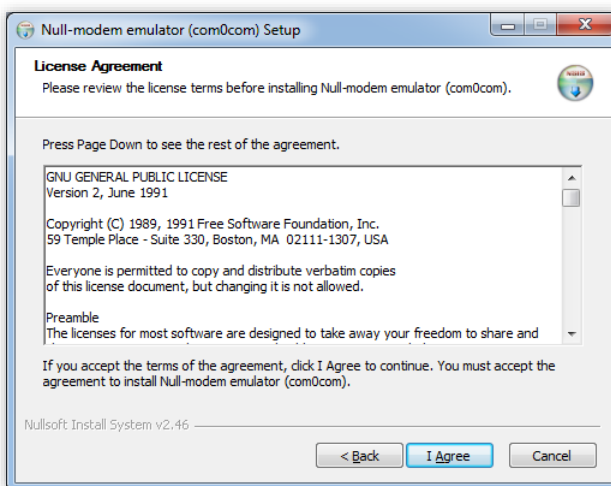 Null-modem emulator (com0com) Setup
License Agreement
Please review the license terms before installing Null-modem emulator (com0com).
Press Page Down to see the rest of the agreement.
GNU GENERAL PUBLIC LICENSE
Version 2, June 1991
Copyright (C) 1989, 1991 Free Software Foundation, Inc.
59 Temple Place - Suite 330, Boston, MA  02111-1307, USA
Everyone is permitted to copy and distribute verbatim copies
of this license document, but changing it is not allowed.
Preamble
The licenses for most software are designed to take away your freedom to share and
If you accept the terms of the agreement, click I Agree to continue. You must accept the
agreement to install Null-modem emulator (com0com).
Nullsoft Install System v2.46
< Back
I Agree
Cancel